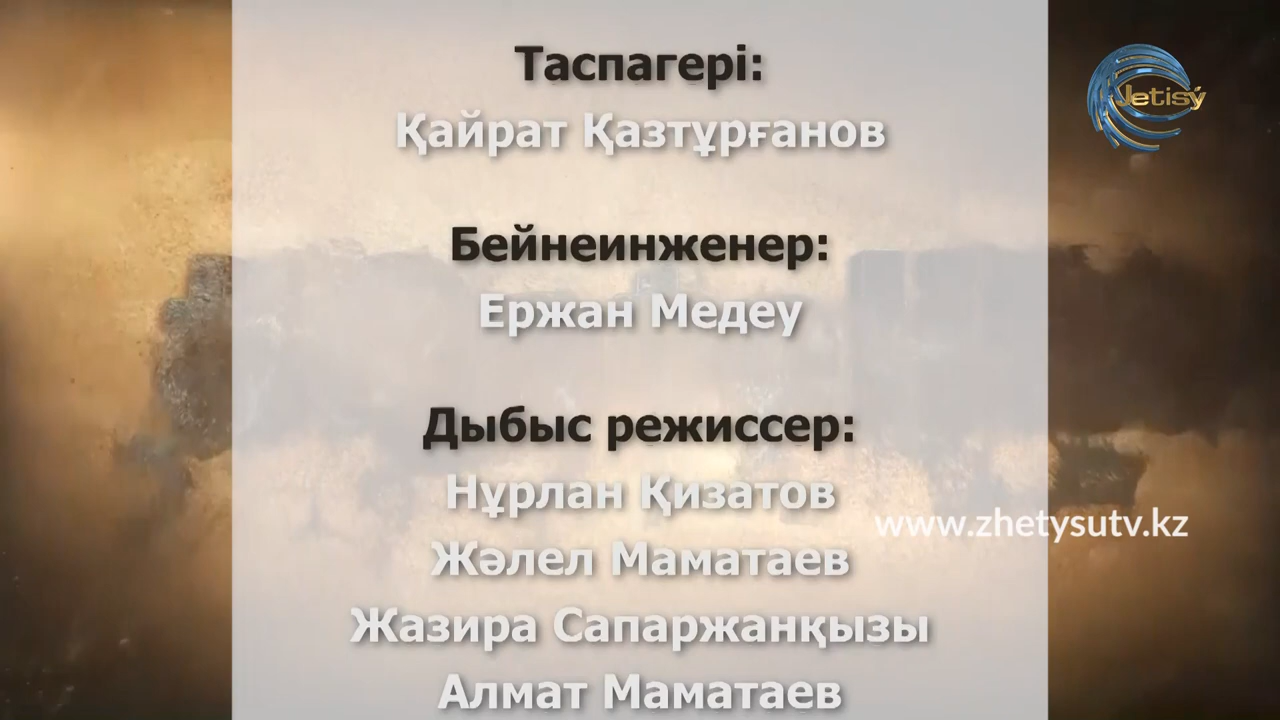 Таспагері:
Jetisý
Қайрат Қазтұрғанов
Бейнеинженер:
Ержан Медеу
Дыбыс режиссер:
Нұрлан Қизатов
www.zhetysutv.kz
Жәлел Маматаев
Жазира Сапаржанқызы
Алмат Маматаев